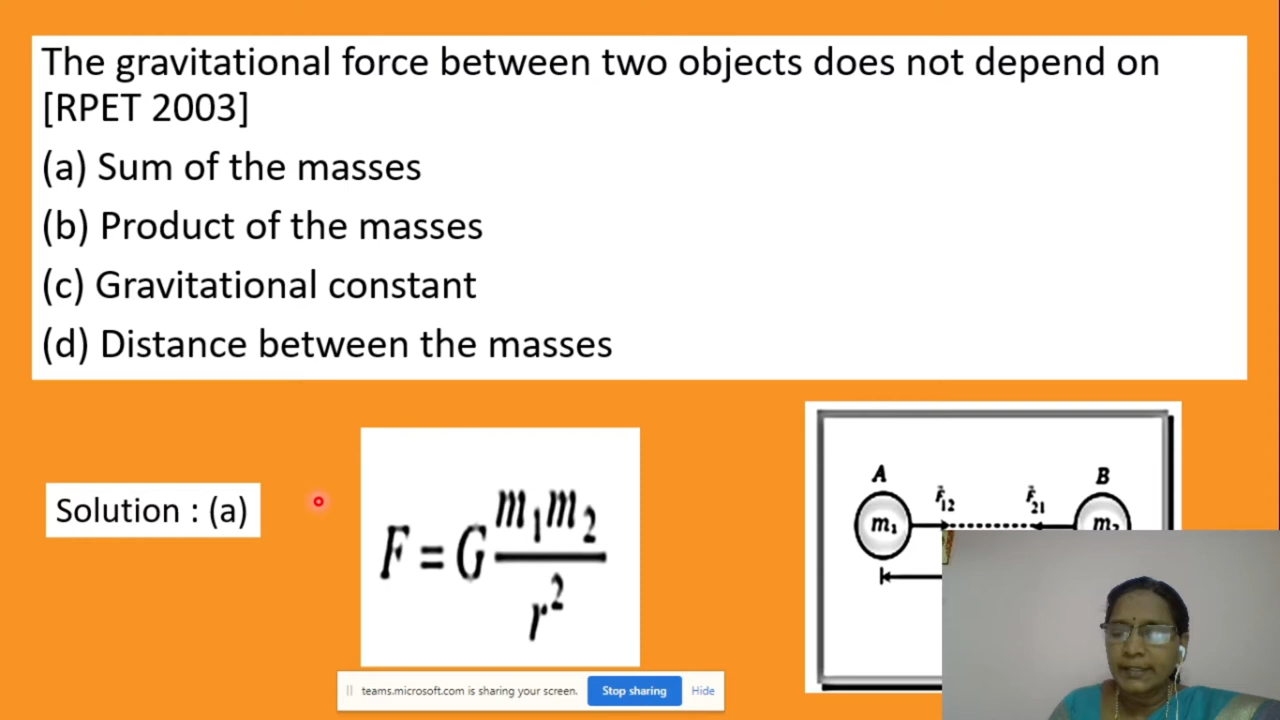 The gravitational force between two objects does not depend on
[RPET 2003]
(a) Sum of the masses
(b) Product of the masses
(c) Gravitational constant
(d) Distance between the masses
Solution : (a)
F = G m₁m₂ / r²
A
B
F₁₂
F₂₁
m₁
teams.microsoft.com is sharing your screen.
Stop sharing
Hide